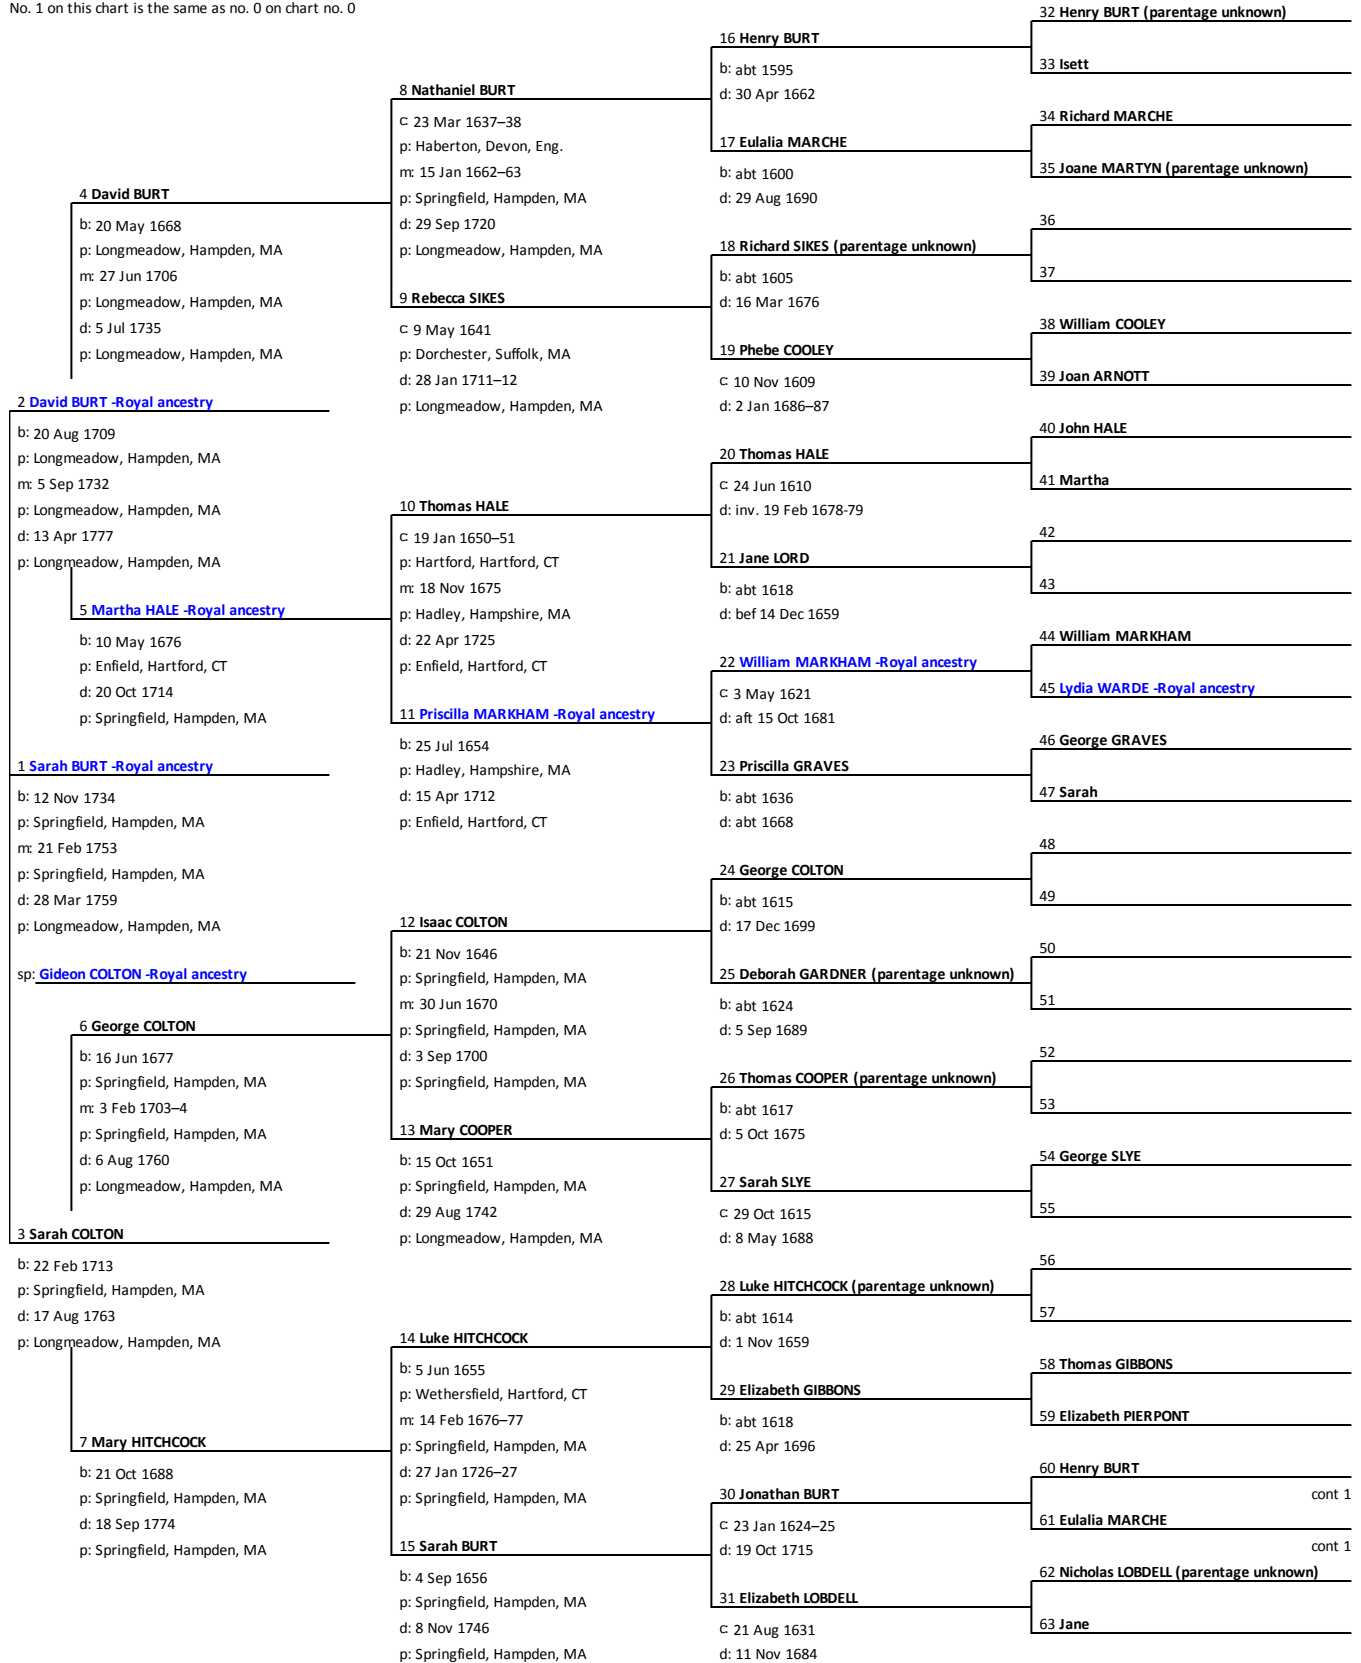 No. 1 on this chart is the same as no. 0 on chart no. 0
4 David BURT
b: 20 May 1668
p: Longmeadow, Hampden, MA
m: 27 Jun 1706
p: Longmeadow, Hampden, MA
d: 5 Jul 1735
p: Longmeadow, Hampden, MA
2 David BURT -Royal ancestry
b: 20 Aug 1709
p: Longmeadow, Hampden, MA
m: 5 Sep 1732
p: Longmeadow, Hampden, MA
d: 13 Apr 1777
p: Longmeadow, Hampden, MA
5 Martha HALE -Royal ancestry
b: 10 May 1676
p: Enfield, Hartford, CT
d: 20 Oct 1714
p: Springfield, Hampden, MA
1 Sarah BURT -Royal ancestry
b: 12 Nov 1734
p: Springfield, Hampden, MA
m: 21 Feb 1753
p: Springfield, Hampden, MA
d: 28 Mar 1759
p: Longmeadow, Hampden, MA
sp: Gideon COLTON -Royal ancestry
6 George COLTON
b: 16 Jun 1677
p: Springfield, Hampden, MA
m: 3 Feb 1703–4
p: Springfield, Hampden, MA
d: 6 Aug 1760
p: Longmeadow, Hampden, MA
3 Sarah COLTON
b: 22 Feb 1713
p: Springfield, Hampden, MA
d: 17 Aug 1763
p: Longmeadow, Hampden, MA
7 Mary HITCHCOCK
b: 21 Oct 1688
p: Springfield, Hampden, MA
d: 18 Sep 1774
p: Springfield, Hampden, MA
8 Nathaniel BURT
c: 23 Mar 1637–38
p: Haberton, Devon, Eng.
m: 15 Jan 1662–63
p: Springfield, Hampden, MA
d: 29 Sep 1720
p: Longmeadow, Hampden, MA
9 Rebecca SIKES
c: 9 May 1641
p: Dorchester, Suffolk, MA
d: 28 Jan 1711–12
p: Longmeadow, Hampden, MA
10 Thomas HALE
c: 19 Jan 1650–51
p: Hartford, Hartford, CT
m: 18 Nov 1675
p: Hadley, Hampshire, MA
d: 22 Apr 1725
p: Enfield, Hartford, CT
11 Priscilla MARKHAM -Royal ancestry
b: 25 Jul 1654
p: Hadley, Hampshire, MA
d: 15 Apr 1712
p: Enfield, Hartford, CT
12 Isaac COLTON
b: 21 Nov 1646
p: Springfield, Hampden, MA
m: 30 Jun 1670
p: Springfield, Hampden, MA
d: 3 Sep 1700
p: Springfield, Hampden, MA
13 Mary COOPER
b: 15 Oct 1651
p: Springfield, Hampden, MA
d: 29 Aug 1742
p: Longmeadow, Hampden, MA
14 Luke HITCHCOCK
b: 5 Jun 1655
p: Wethersfield, Hartford, CT
m: 14 Feb 1676–77
p: Springfield, Hampden, MA
d: 27 Jan 1726–27
p: Springfield, Hampden, MA
15 Sarah BURT
b: 4 Sep 1656
p: Springfield, Hampden, MA
d: 8 Nov 1746
p: Springfield, Hampden, MA
16 Henry BURT
b: abt 1595
d: 30 Apr 1662
17 Eulalia MARCHE
b: abt 1600
d: 29 Aug 1690
18 Richard SIKES (parentage unknown)
b: abt 1605
d: 16 Mar 1676
19 Phebe COOLEY
c: 10 Nov 1609
d: 2 Jan 1686–87
20 Thomas HALE
c: 24 Jun 1610
d: inv. 19 Feb 1678-79
21 Jane LORD
b: abt 1618
d: bef 14 Dec 1659
22 William MARKHAM -Royal ancestry
c: 3 May 1621
d: aft 15 Oct 1681
23 Priscilla GRAVES
b: abt 1636
d: abt 1668
24 George COLTON
b: abt 1615
d: 17 Dec 1699
25 Deborah GARDNER (parentage unknown)
b: abt 1624
d: 5 Sep 1689
26 Thomas COOPER (parentage unknown)
b: abt 1617
d: 5 Oct 1675
27 Sarah SLYE
c: 29 Oct 1615
d: 8 May 1688
28 Luke HITCHCOCK (parentage unknown)
b: abt 1614
d: 1 Nov 1659
29 Elizabeth GIBBONS
b: abt 1618
d: 25 Apr 1696
30 Jonathan BURT
c: 23 Jan 1624–25
d: 19 Oct 1715
31 Elizabeth LOBDELL
c: 21 Aug 1631
d: 11 Nov 1684
32 Henry BURT (parentage unknown)
33 Isett
34 Richard MARCHE
35 Joane MARTYN (parentage unknown)
36
37
38 William COOLEY
39 Joan ARNOTT
40 John HALE
41 Martha
42
43
44 William MARKHAM
45 Lydia WARDE -Royal ancestry
46 George GRAVES
47 Sarah
48
49
50
51
52
53
54 George SLYE
55
56
57
58 Thomas GIBBONS
59 Elizabeth PIERPONT
60 Henry BURT
cont 1
61 Eulalia MARCHE
cont 1
62 Nicholas LOBDELL (parentage unknown)
63 Jane